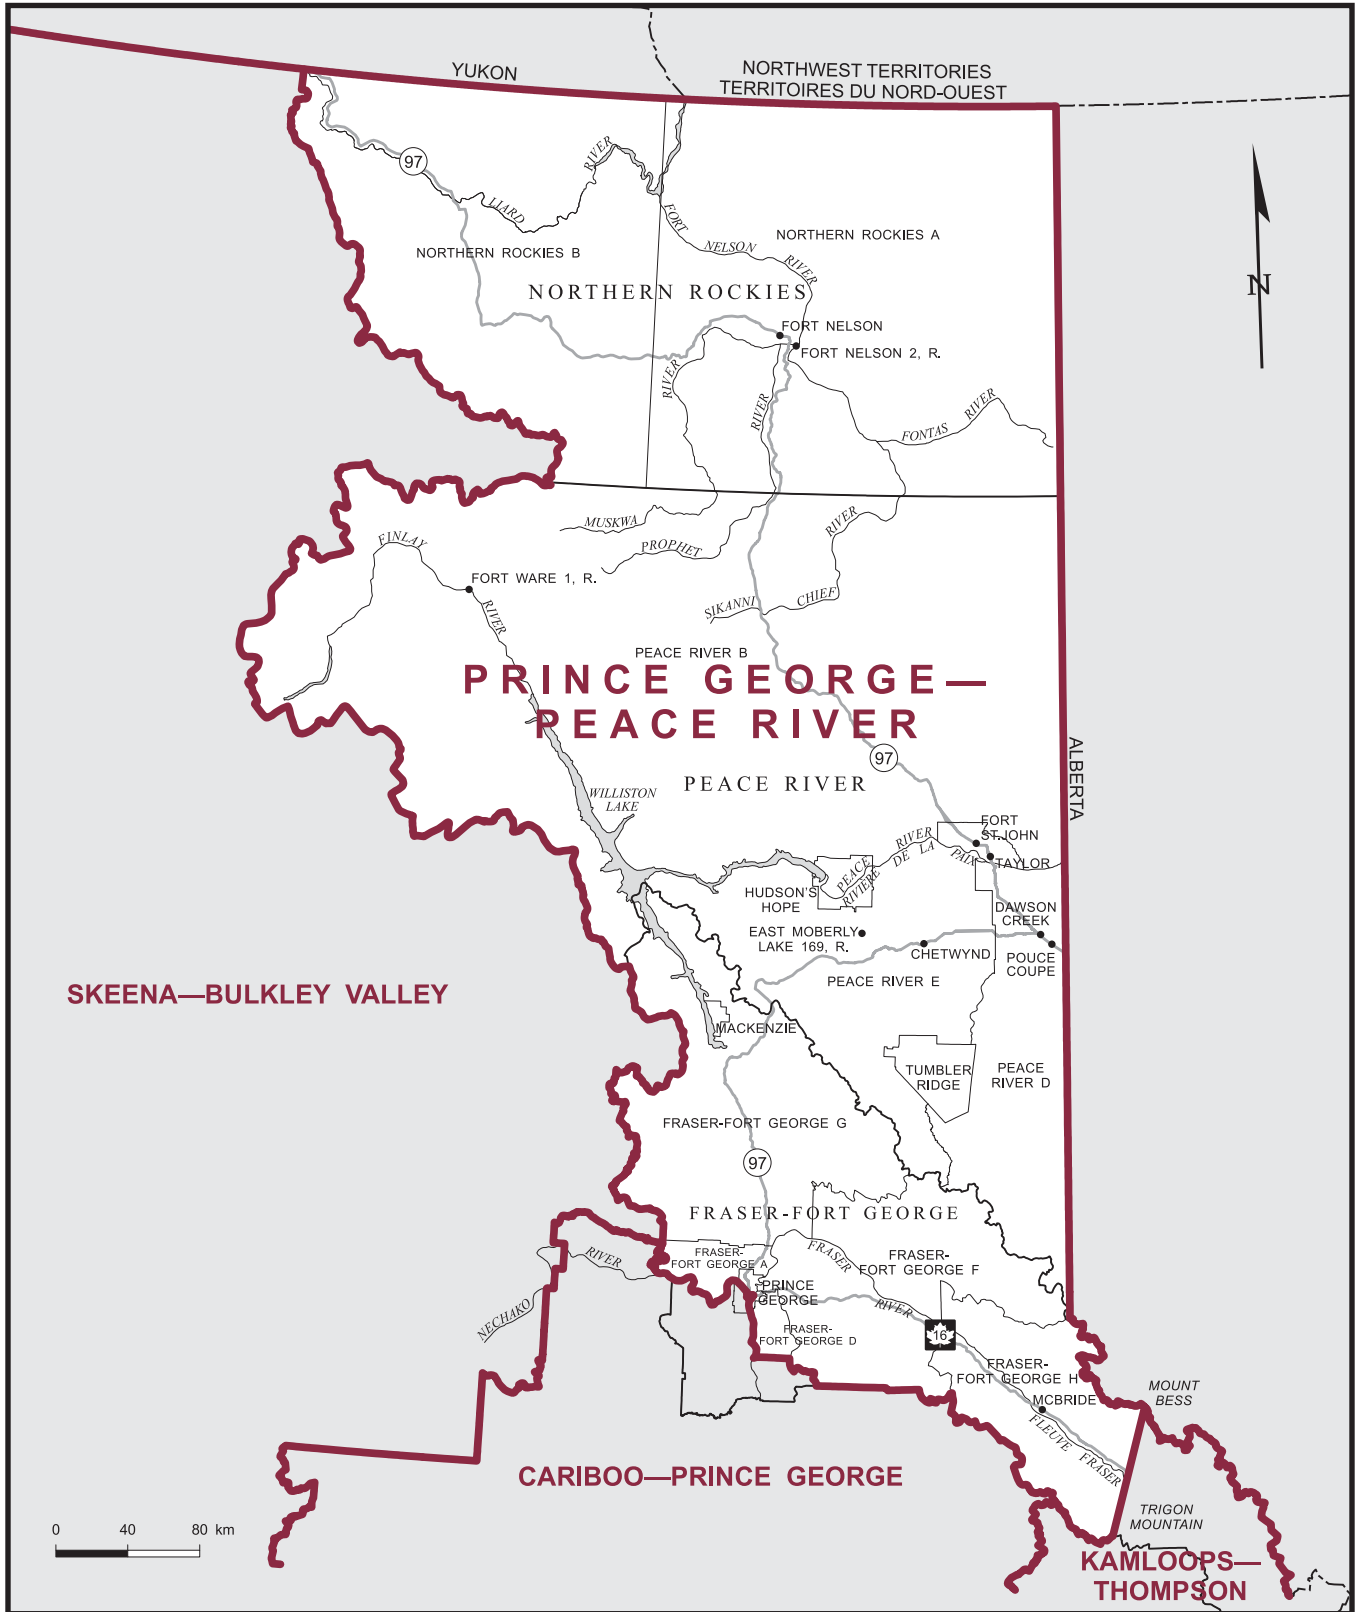 YUKON
NORTHWEST TERRITORIES
TERRITOIRES DU NORD-OUEST
97
LIARD
RIVER
FORT
NELSON
RIVER
NORTHERN ROCKIES A
NORTHERN ROCKIES B
NORTHERN ROCKIES
N
FORT NELSON
FORT NELSON 2, R.
RIVER
RIVER
FONTAS
RIVER
MUSKWA
PROPHET
RIVER
FINLAY
RIVER
FORT WARE 1, R.
SIKANNI
CHIEF
PEACE RIVER B
PRINCE GEORGE—
PEACE RIVER
97
ALBERTA
PEACE RIVER
WILLISTON
LAKE
FORT
ST.JOHN
TAYLOR
RIVER
DE LA
PAIX
PEACE
RIVIÈRE
HUDSON'S
HOPE
DAWSON
CREEK
EAST MOBERLY
LAKE 169, R.
CHETWYND
POUCE
COUPE
PEACE RIVER E
SKEENA—BULKLEY VALLEY
MACKENZIE
TUMBLER
RIDGE
PEACE
RIVER D
FRASER-FORT GEORGE G
97
FRASER-FORT GEORGE
FRASER-
FORT GEORGE A
RIVER
NECHAKO
FRASER
RIVER
FRASER-
FORT GEORGE F
PRINCE
GEORGE
FRASER-
FORT GEORGE D
16
FRASER-
FORT GEORGE H
MCBRIDE
FLEUVE FRASER
MOUNT
BESS
CARIBOO—PRINCE GEORGE
TRIGON
MOUNTAIN
KAMLOOPS—
THOMPSON
0 40 80 km